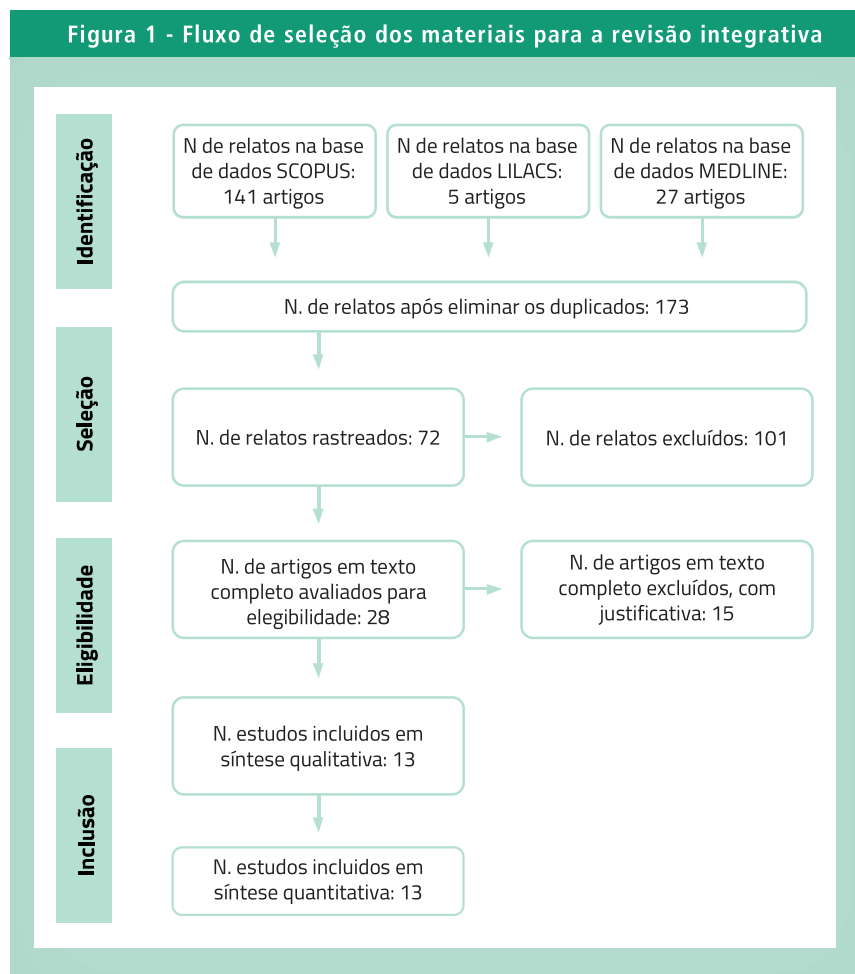 Figura 1 - Fluxo de seleção dos materiais para a revisão integrativa
Identificação
N de relatos na base
de dados SCOPUS:
141 artigos
N de relatos na base
de dados LILACS:
5 artigos
N de relatos na base
de dados MEDLINE:
27 artigos
N. de relatos após eliminar os duplicados: 173
Seleção
N. de relatos rastreados: 72
N. de relatos excluídos: 101
Eligibilidade
N. de artigos em texto
completo avaliados para
elegibilidade: 28
N. de artigos em texto
completo excluídos, com
justificativa: 15
N. estudos incluidos em
síntese qualitativa: 13
Inclusão
N. estudos incluidos em
síntese quantitativa: 13